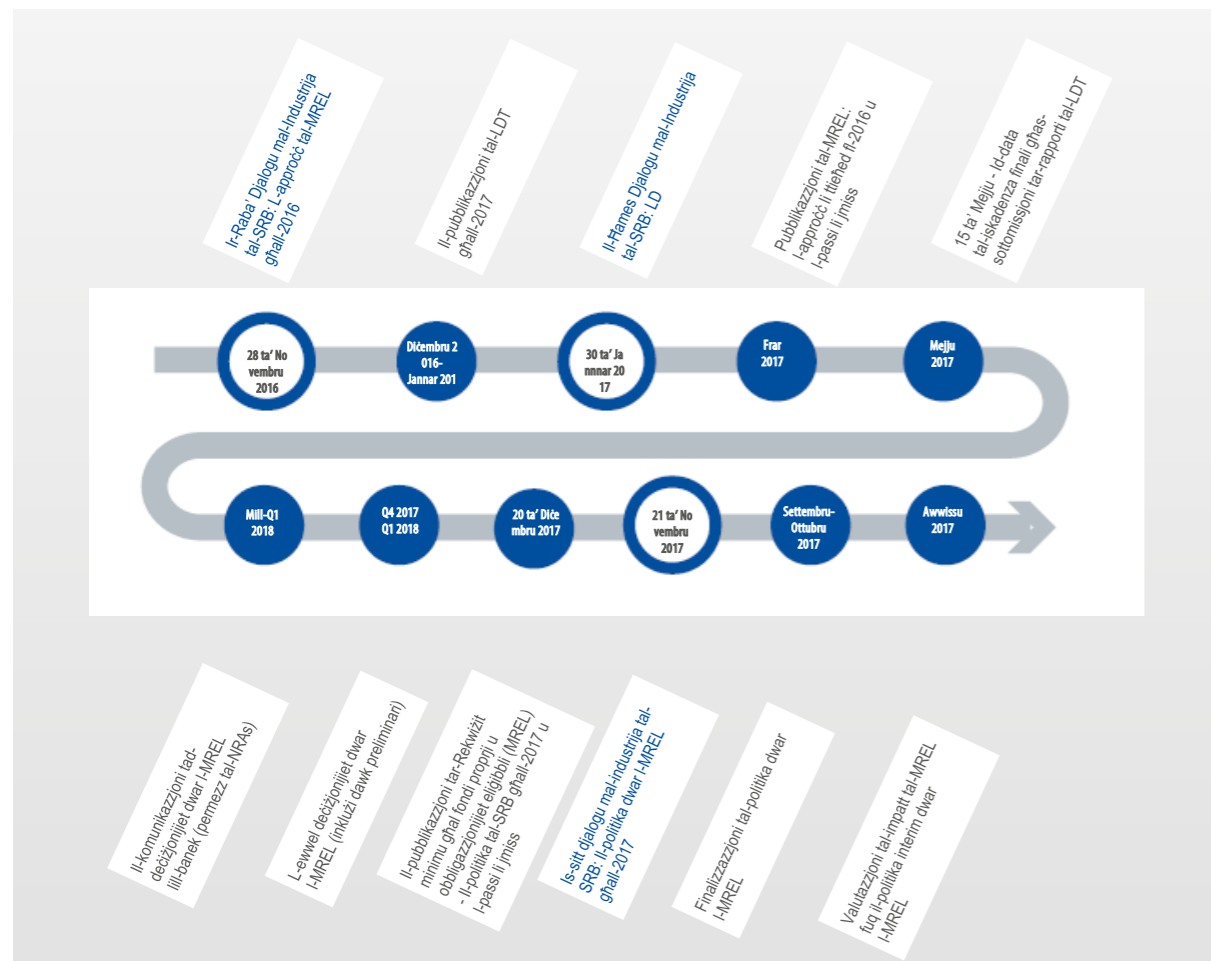 Ir-Raba' Djalogu mal-Industrija
tal-SRB: L-approċċ tal-MREL
għall-2016
Il-pubblikazzjoni tal-LDT
għall-2017
Il-Ħames Djalogu mal-Industrija
tal-SRB: LD
Pubblikazzjoni tal-MREL:
l-approċċ li ttieħed fl-2016 u
l-passi li jmiss
15 ta' Mejju - Id-data
tal-iskadenza finali għas-
sottomissjoni tar-rapporti tal-LDT
28 ta' No
vembru
2016
Diċembru 2
016-
Jannar 201
30 ta' Ja
nnnar 20
17
Frar
2017
Mejju
2017
Mill-Q1
2018
Q4 2017
Q1 2018
20 ta' Diċe
mbru 2017
21 ta' No
vembru
2017
Settembru-
Ottubru
2017
Awwissu
2017
Il-komunikazzjoni tad-
deċiżjonijiet dwar l-MREL
lill-banek (permezz tal-NRAs)
L-ewwel deċiżjonijiet dwar
l-MREL (inklużi dawk preliminari)
Il-pubblikazzjoni tar-Rekwiżit
minimu għal fondi proprji u
obbligazzjonijiet eliġibbli (MREL)
- Il-politika tal-SRB għall-2017 u
l-passi li jmiss
Is-sitt djalogu mal-industrija tal-
SRB: Il-politika dwar l-MREL
għall-2017
Finalizzazzjoni tal-politika dwar
l-MREL
Valutazzjoni tal-impatt tal-MREL
fuq il-politika interim dwar
l-MREL